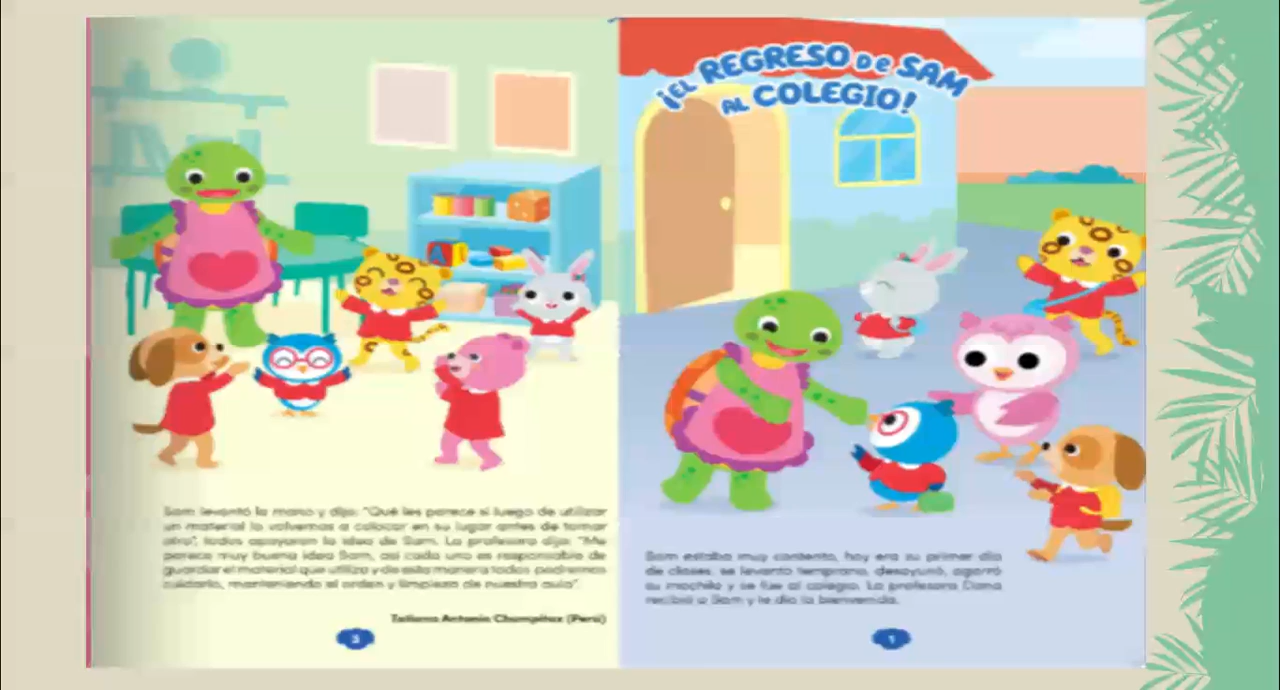 Sam levantó la mano y dijo: "Qué les parece si luego de utilizar
un material lo volvemos a colocar en su lugar antes de tomar
otro", todos apoyaron la idea de Sam. La profesora dijo: "Me
parece muy buena idea Sam, así cada uno es responsable de
guardar el material que utiliza y de esta manera todos podremos
cuidarlo, manteniendo el orden y limpieza de nuestra aula".
Tatiana Antonio Chumpitaz (Perú)
3
¡EL REGRESO DE SAM
AL COLEGIO!
Sam estaba muy contento, hoy era su primer día
de clases, se levantó temprano, desayunó, agarró
su mochila y se fue al colegio. La profesora Dana
recibió a Sam y le dio la bienvenida.
1